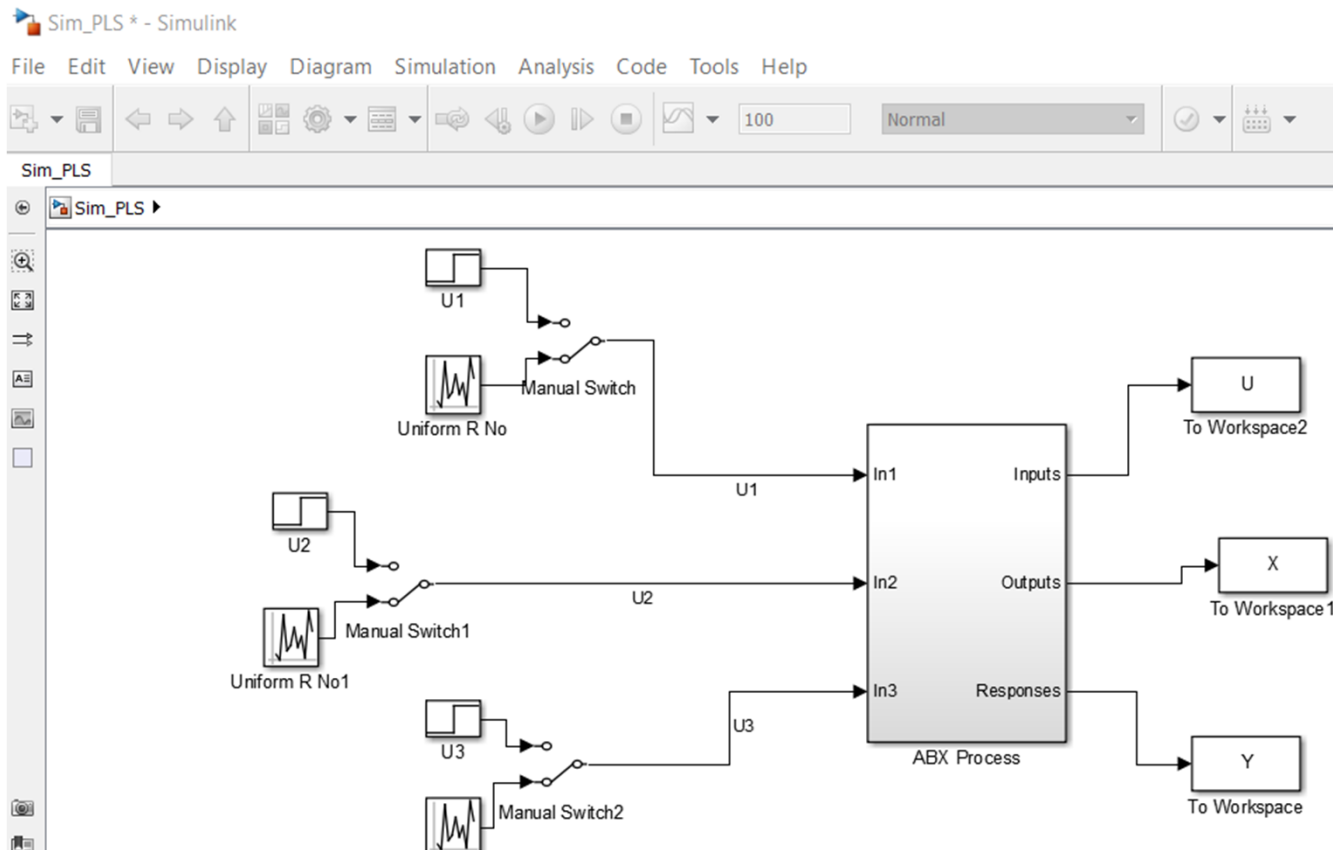 Sim_PLS * - Simulink
File Edit View Display Diagram Simulation Analysis Code Tools Help
100 Normal
Sim_PLS
Sim_PLS
U1
Uniform R No
Manual Switch
U1
U2
Uniform R No1
Manual Switch1
U2
U3
Manual Switch2
U3
In1
In2
In3
Inputs
Outputs
Responses
ABX Process
U
To Workspace2
X
To Workspace1
Y
To Workspace